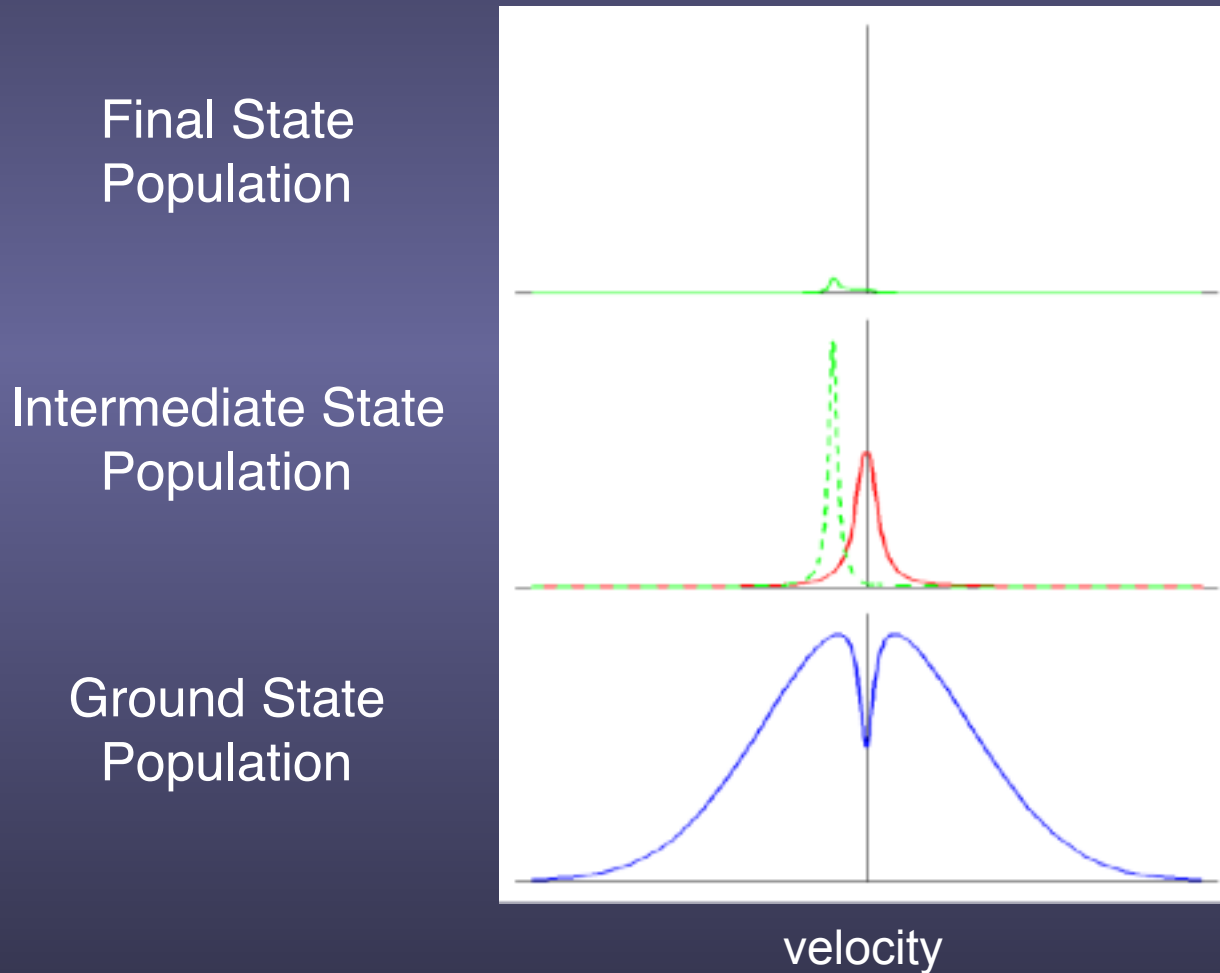 Final State
Population
Intermediate State
Population
Ground State
Population
velocity